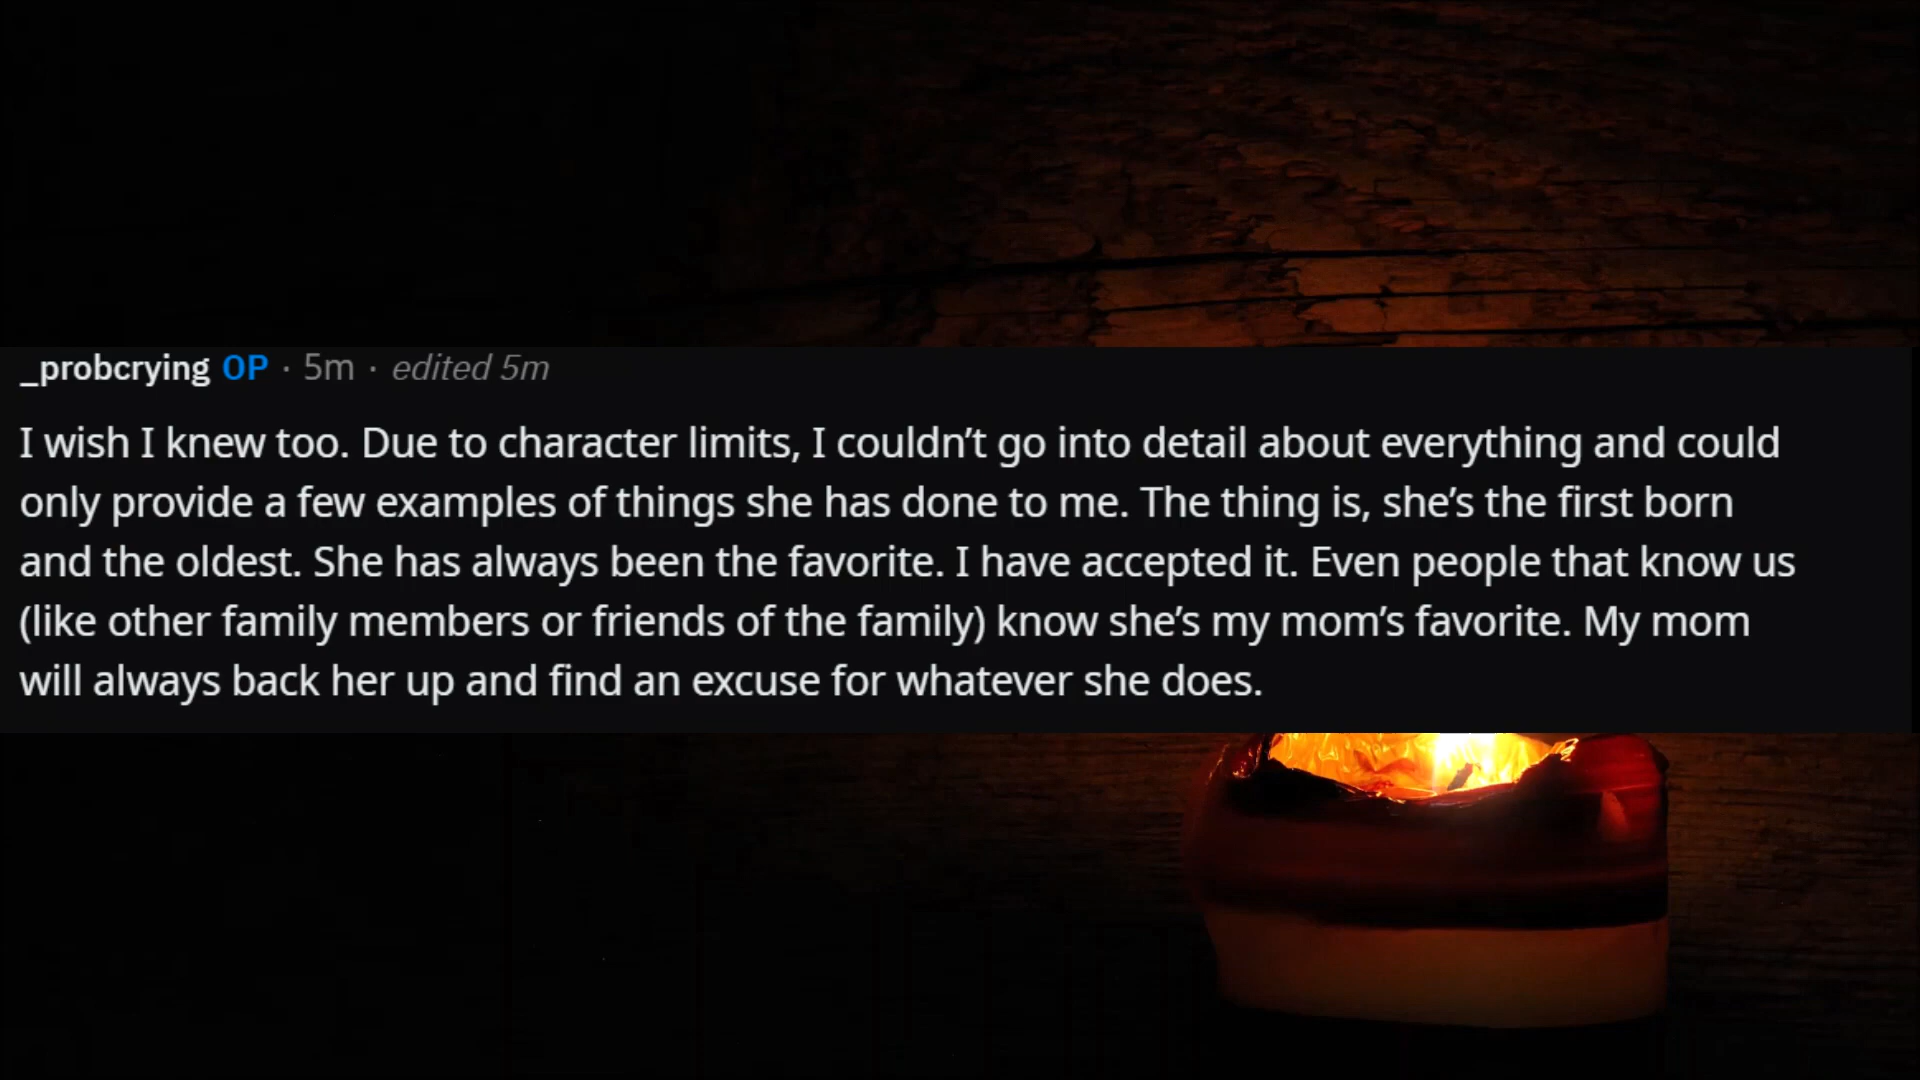 _probcrying OP · 5m · edited 5m
I wish I knew too. Due to character limits, I couldn’t go into detail about everything and could
only provide a few examples of things she has done to me. The thing is, she’s the first born
and the oldest. She has always been the favorite. I have accepted it. Even people that know us
(like other family members or friends of the family) know she’s my mom’s favorite. My mom
will always back her up and find an excuse for whatever she does.